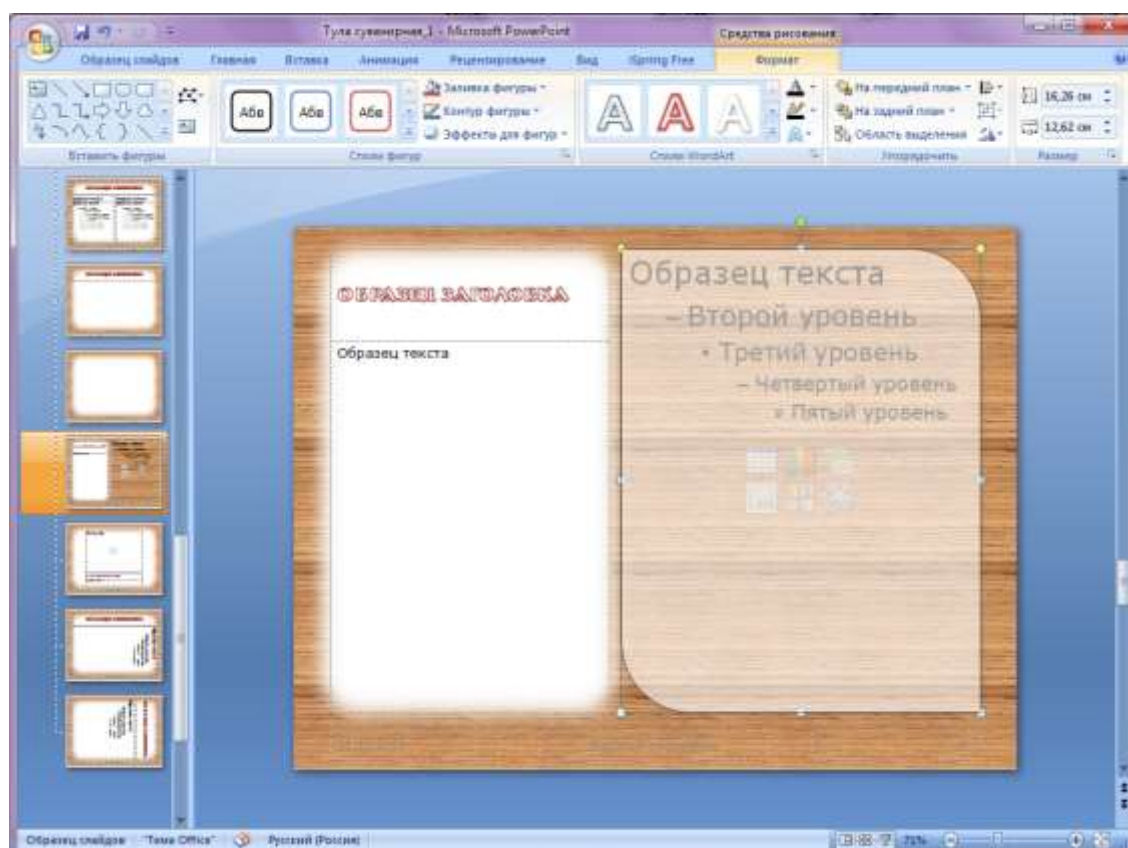 Тула сувенирная_1 - Microsoft PowerPoint
Средства рисования
Образец слайдов Главная Вставка Анимация Рецензирование Вид iSpring Free Формат
Абв Абв Абв
Заливка фигуры
Контур фигуры
Эффекты для фигур
А А А
На передний план
На задний план
Область выделения
16,26 см
12,62 см
Вставить фигуры Стили фигур Стили WordArt Упорядочить Размер
ОБРАЗЕЦ ЗАГОЛОВКА
Образец текста
Образец текста
– Второй уровень
• Третий уровень
– Четвертый уровень
» Пятый уровень
Образец слайдов "Тема Office" Русский (Россия) 71%